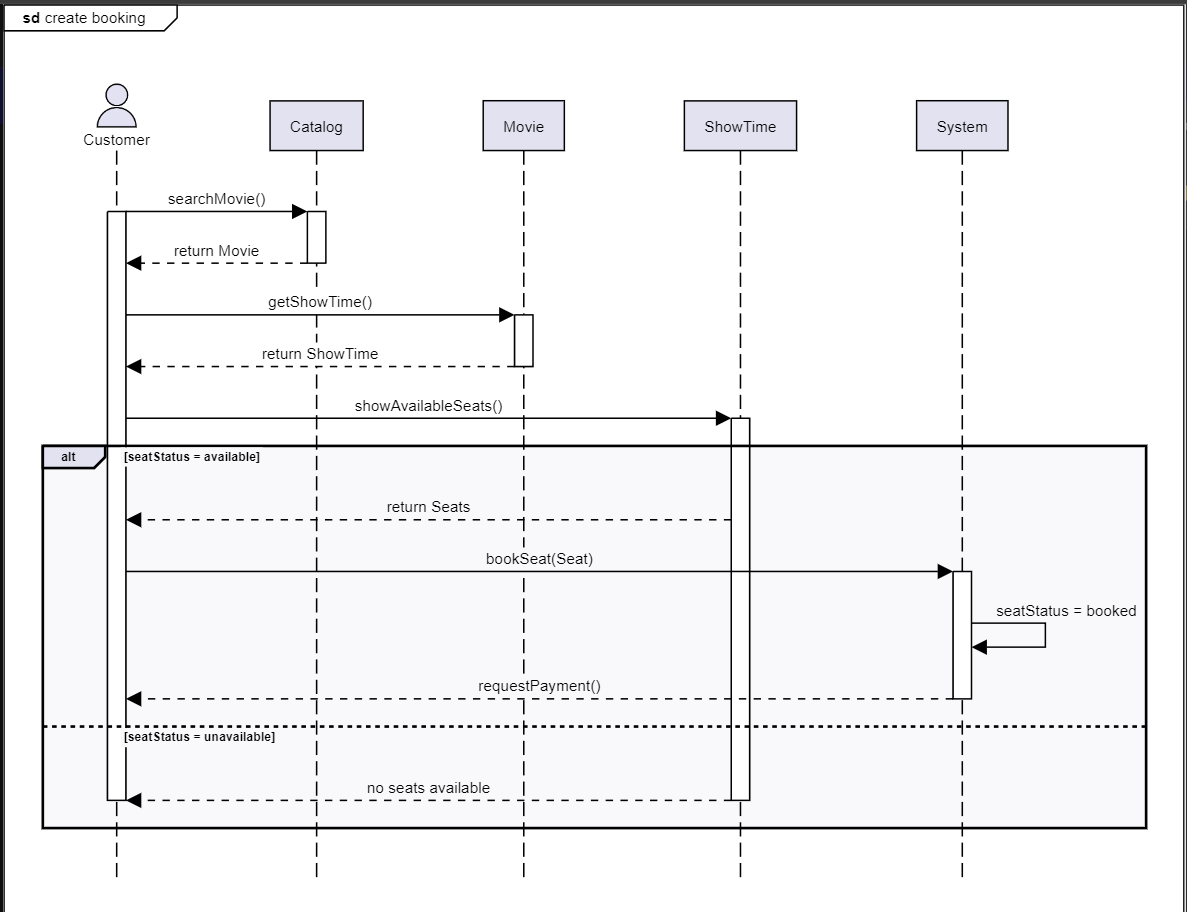 sd create booking
Customer
Catalog
Movie
ShowTime
System
searchMovie()
return Movie
getShowTime()
return ShowTime
showAvailableSeats()
alt
[seatStatus = available]
return Seats
bookSeat(Seat)
seatStatus = booked
requestPayment()
[seatStatus = unavailable]
no seats available